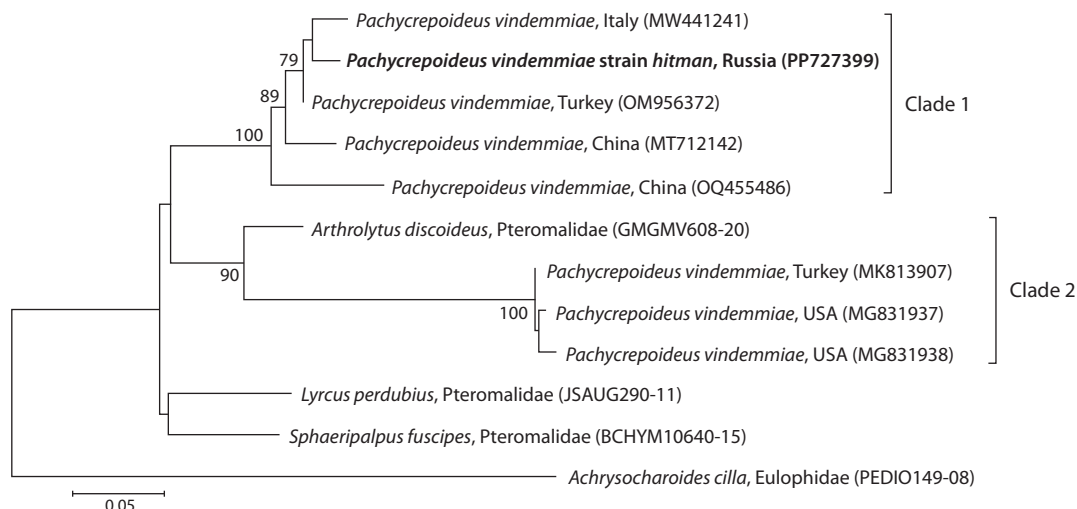 Pachycrepoideus vindemmiae, Italy (MW441241)
79
Pachycrepoideus vindemmiae strain hitman, Russia (PP727399)
89
Pachycrepoideus vindemmiae, Turkey (OM956372)
Clade 1
100
Pachycrepoideus vindemmiae, China (MT712142)
Pachycrepoideus vindemmiae, China (OQ455486)
Arthrolytus discoideus, Pteromalidae (GMGMV608-20)
90
Pachycrepoideus vindemmiae, Turkey (MK813907)
Clade 2
100
Pachycrepoideus vindemmiae, USA (MG831937)
Pachycrepoideus vindemmiae, USA (MG831938)
Lyrcus perdubius, Pteromalidae (JSAUG290-11)
Sphaeripalpus fuscipes, Pteromalidae (BCHYM10640-15)
Achrysocharoides cilla, Eulophidae (PEDIO149-08)
0.05